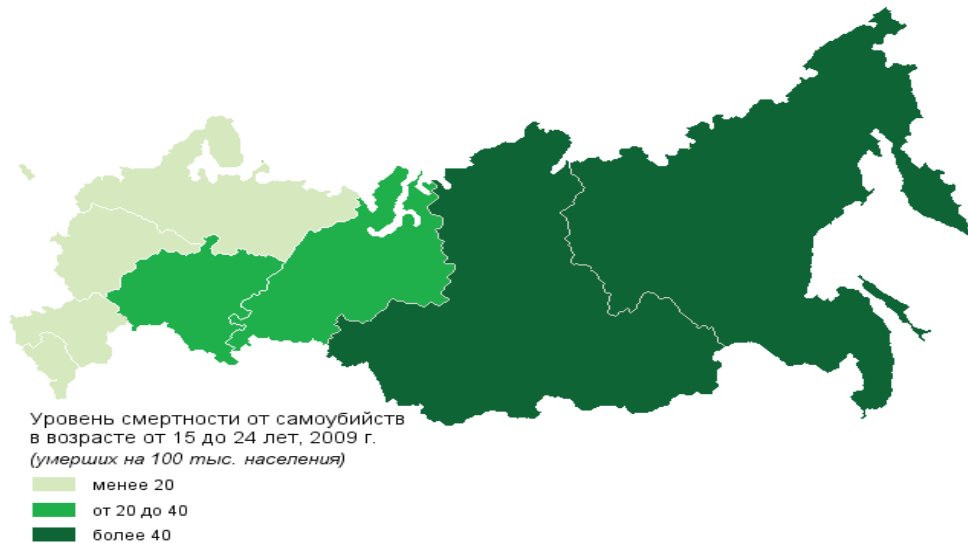 Уровень смертности от самоубийств
в возрасте от 15 до 24 лет, 2009 г.
(умерших на 100 тыс. населения)
менее 20
от 20 до 40
более 40